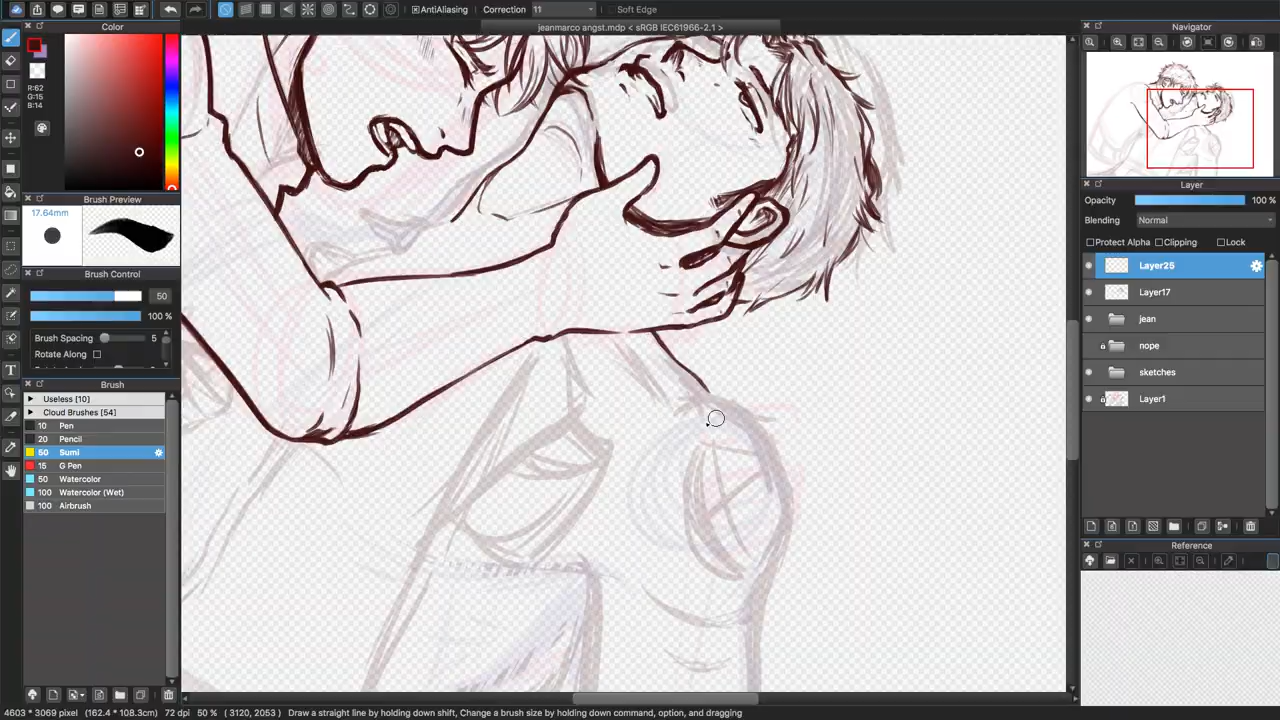 AntiAliasing Correction 11 Soft Edge
jeanmarco angst.mdp < sRGB IEC61966-2.1 >
Color
R:62
G:15
B:14
Brush Preview
17.64mm
Brush Control
50
100 %
Brush Spacing 5
Rotate Along
Brush
Useless [10]
Cloud Brushes [54]
10 Pen
20 Pencil
50 Sumi
15 G Pen
50 Watercolor
100 Watercolor (Wet)
100 Airbrush
Navigator
Layer
Opacity 100 %
Blending Normal
Protect Alpha Clipping Lock
Layer25
Layer17
jean
nope
sketches
Layer1
Reference
4603 * 3069 pixel (162.4 * 108.3cm) 72 dpi 50 % ( 3120, 2053 ) Draw a straight line by holding down shift, Change a brush size by holding down command, option, and dragging